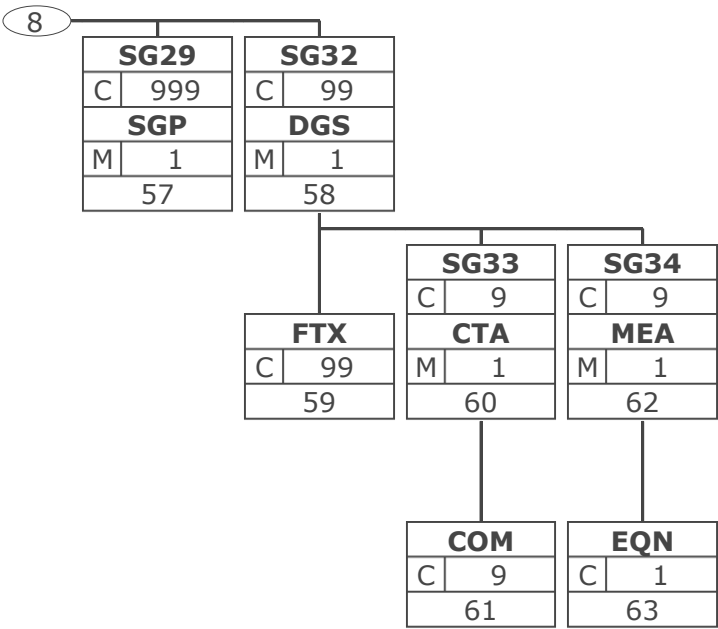 8
SG29 SG32
C 999 C 99
SGP DGS
M 1 M 1
57 58
SG33 SG34
C 9 C 9
FTX CTA MEA
C 99 M 1 M 1
59 60 62
COM EQN
C 9 C 1
61 63